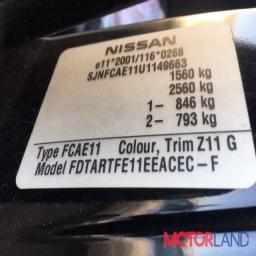 NISSAN
e11*2001/116*0268
SJNFCAE11U1149663
1560 kg
2560 kg
1- 846 kg
2- 793 kg
Type FCAE11 Colour, Trim Z11 G
Model FDTARTFE11EEACEC-F
MOTORLAND